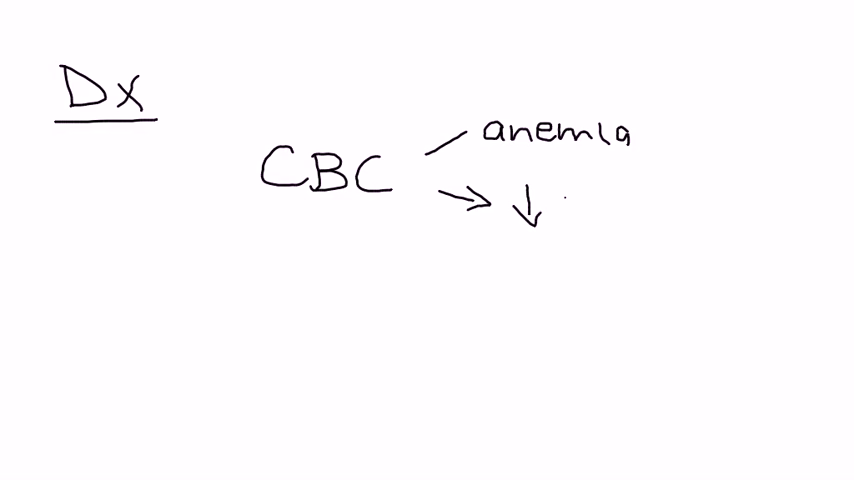 Dx
anemia
CBC
→ ↓